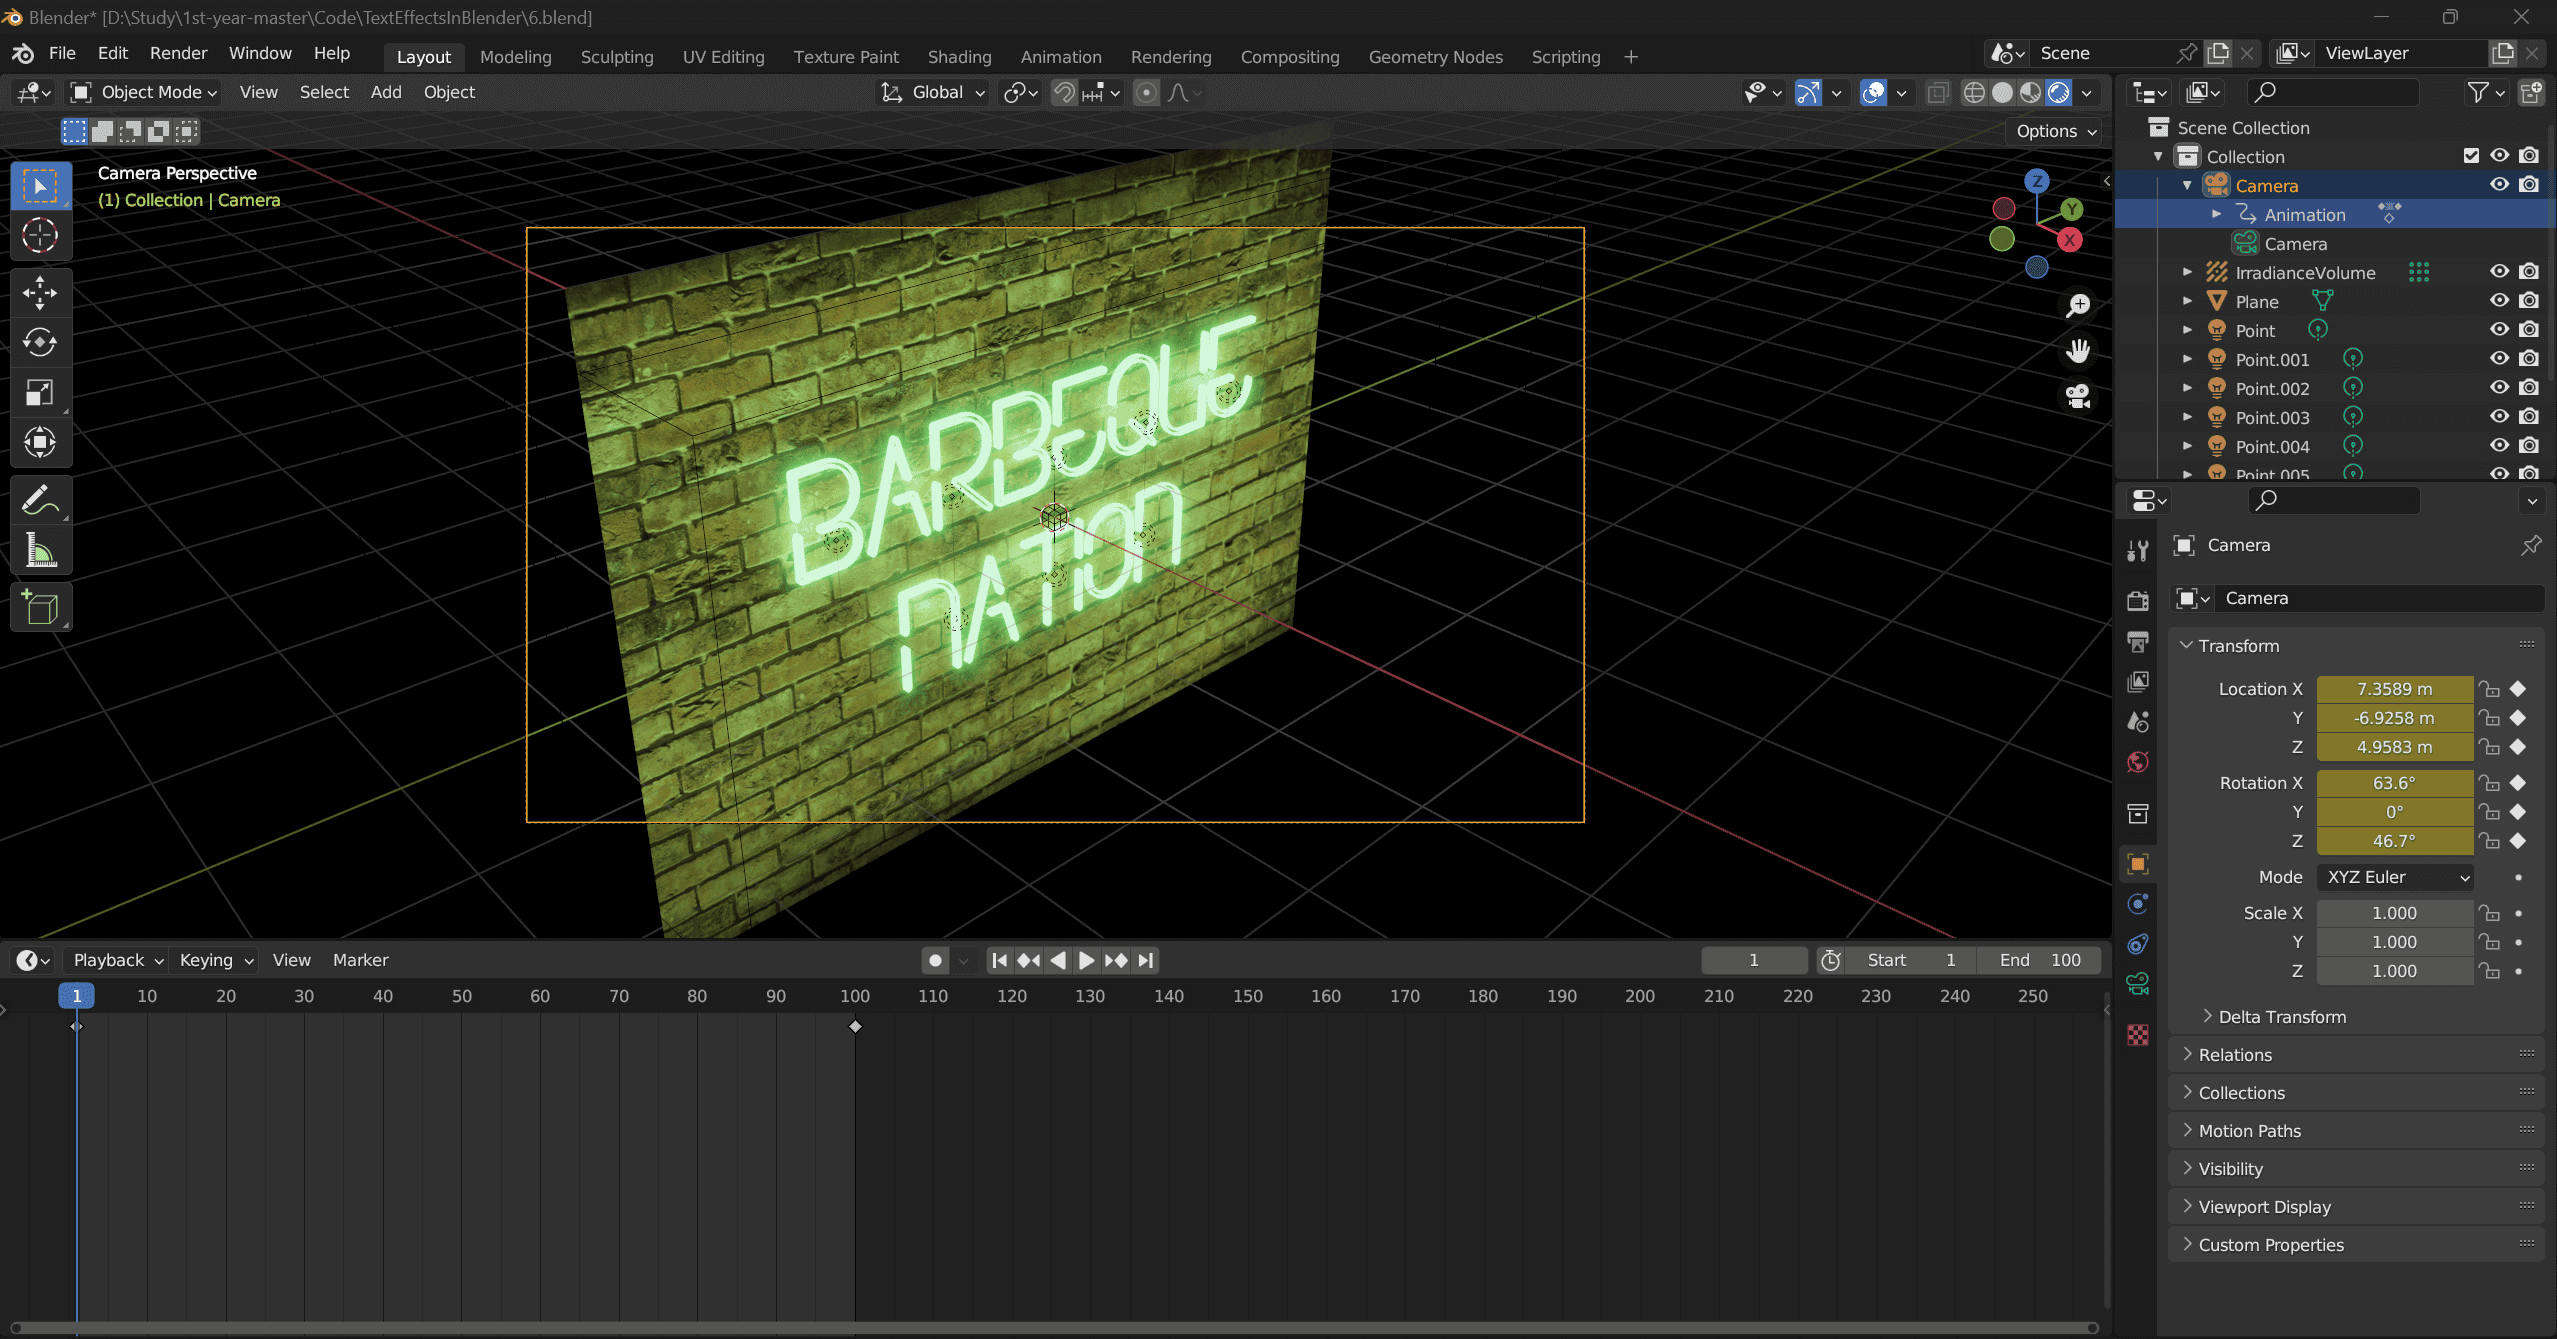 Blender* [D:\Study\1st-year-master\Code\TextEffectsInBlender\6.blend]
File Edit Render Window Help Layout Modeling Sculpting UV Editing Texture Paint Shading Animation Rendering Compositing Geometry Nodes Scripting + Scene ViewLayer
Object Mode View Select Add Object Global
Options
Camera Perspective
(1) Collection | Camera
Z
Y
X
BARBEQUE
NATION
Scene Collection
Collection
Camera
Animation
Camera
IrradianceVolume
Plane
Point
Point.001
Point.002
Point.003
Point.004
Point.005
Camera
Camera
Transform
Location X 7.3589 m
Y -6.9258 m
Z 4.9583 m
Rotation X 63.6°
Y 0°
Z 46.7°
Mode XYZ Euler
Scale X 1.000
Y 1.000
Z 1.000
Delta Transform
Relations
Collections
Motion Paths
Visibility
Viewport Display
Custom Properties
Playback Keying View Marker 1 Start 1 End 100
1 10 20 30 40 50 60 70 80 90 100 110 120 130 140 150 160 170 180 190 200 210 220 230 240 250